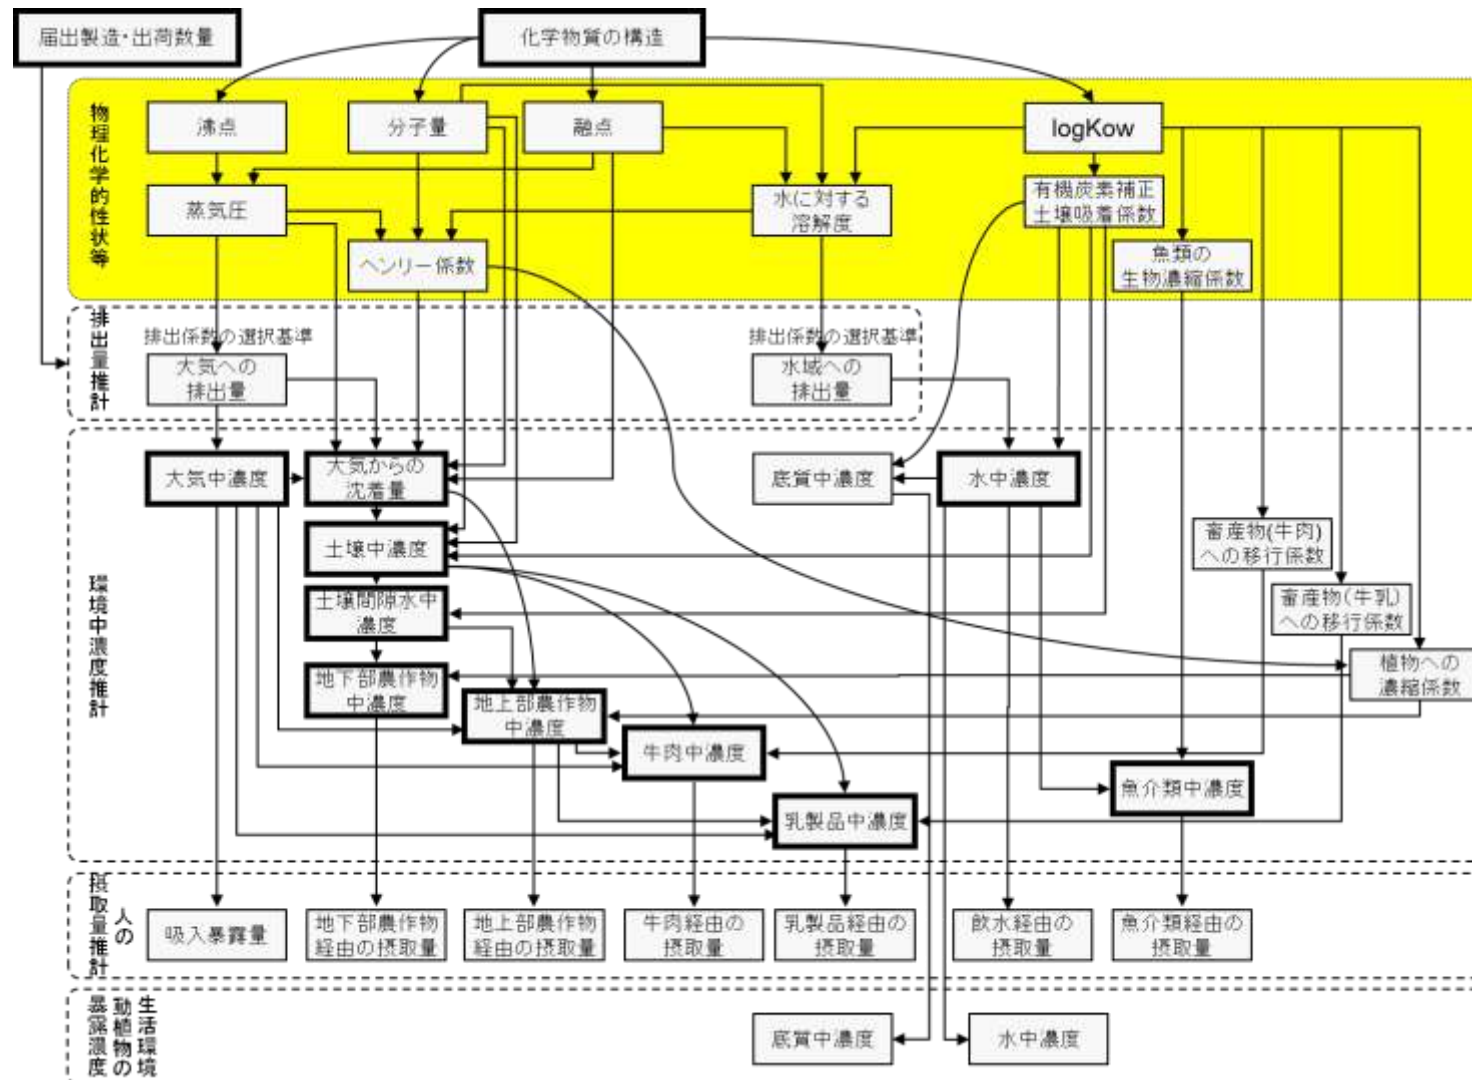 届出製造・出荷数量
化学物質の構造
物理化学的性状等
沸点
分子量
融点
logKow
蒸気圧
水に対する
溶解度
有機炭素補正
土壌吸着係数
ヘンリー係数
魚類の
生物濃縮係数
排出量推計
排出係数の選択基準
大気への
排出量
排出係数の選択基準
水域への
排出量
環境中濃度推計
大気中濃度
大気からの
沈着量
底質中濃度
水中濃度
土壌中濃度
畜産物(牛肉)
への移行係数
土壌間隙水中
濃度
畜産物(牛乳)
への移行係数
地下部農作物
中濃度
植物への
濃縮係数
地上部農作物
中濃度
牛肉中濃度
魚介類中濃度
乳製品中濃度
人の
摂取量推計
吸入暴露量
地下部農作物
経由の摂取量
地上部農作物
経由の摂取量
牛肉経由の
摂取量
乳製品経由の
摂取量
飲水経由の
摂取量
魚介類経由の
摂取量
生活環境
動植物の
暴露濃度
底質中濃度
水中濃度